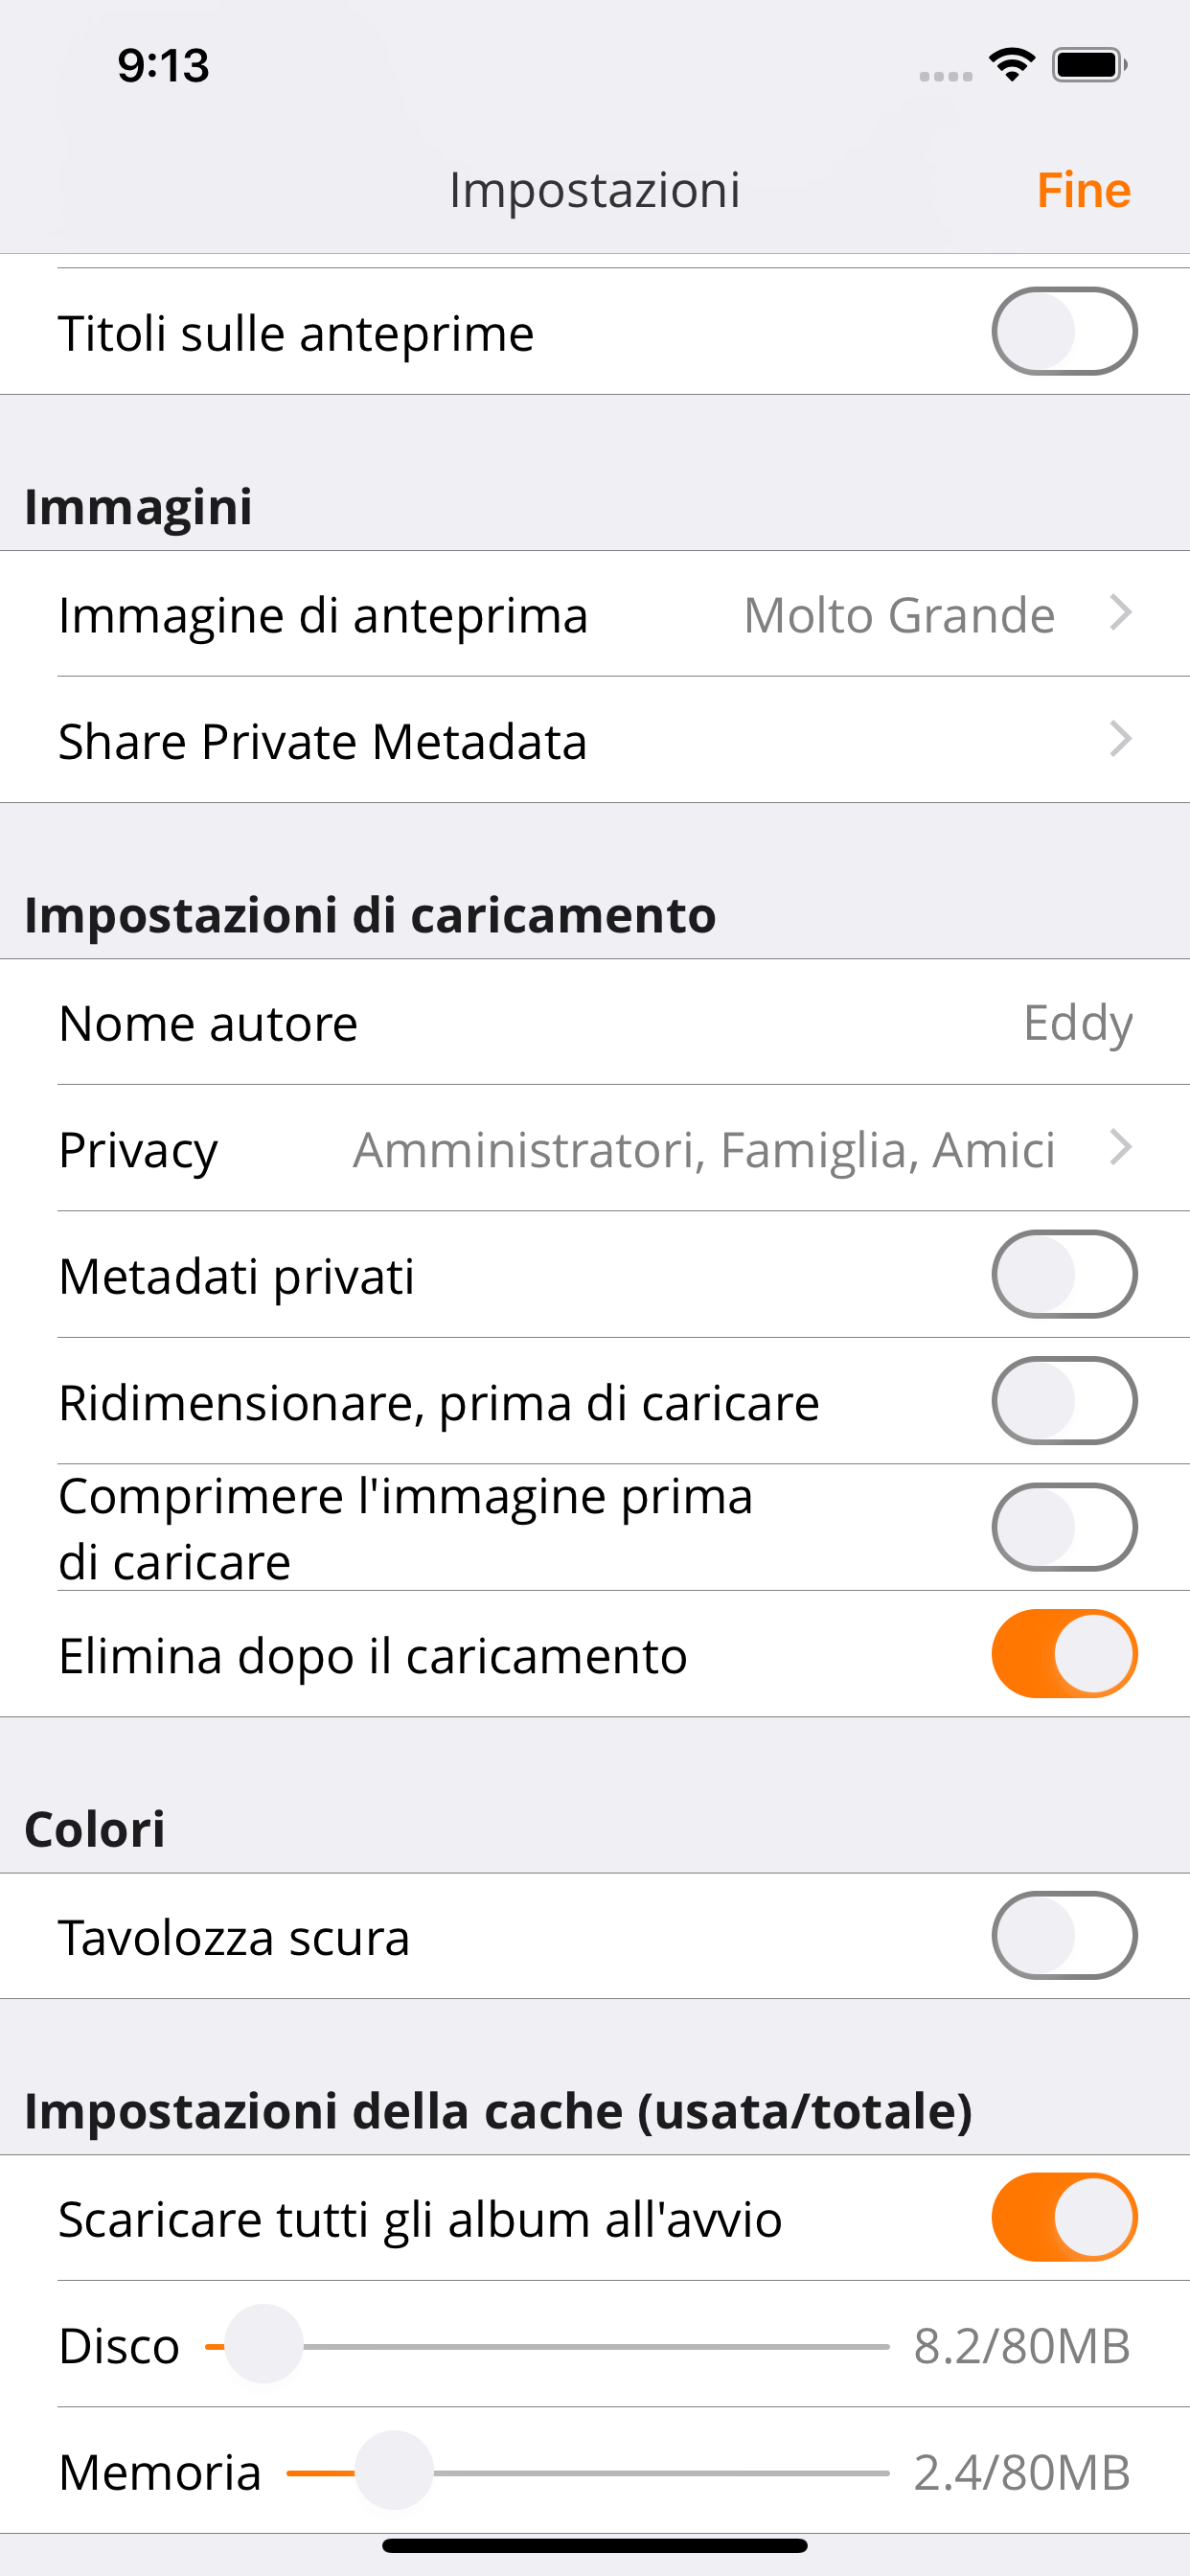 9:13
Impostazioni
Fine
Titoli sulle anteprime
Immagini
Immagine di anteprima
Molto Grande
Share Private Metadata
Impostazioni di caricamento
Nome autore
Eddy
Privacy
Amministratori, Famiglia, Amici
Metadati privati
Ridimensionare, prima di caricare
Comprimere l'immagine prima
di caricare
Elimina dopo il caricamento
Colori
Tavolozza scura
Impostazioni della cache (usata/totale)
Scaricare tutti gli album all'avvio
Disco
8.2/80MB
Memoria
2.4/80MB